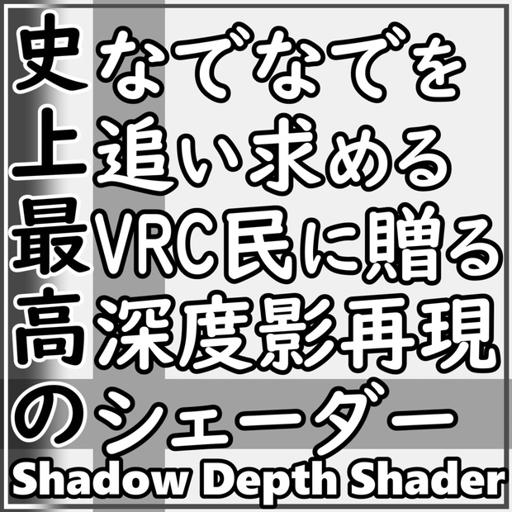 史上最高の
なでなでを
追い求める
VRC民に贈る
深度影再現
シェーダー
Shadow Depth Shader